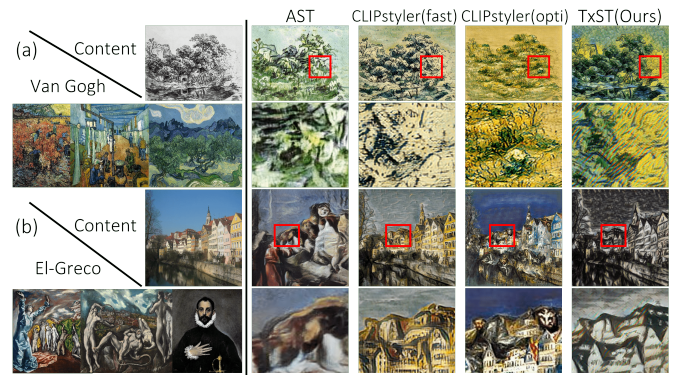 AST CLIPstyler(fast) CLIPstyler(opti) TxST(Ours)
(a) Content
Van Gogh
(b) Content
El-Greco